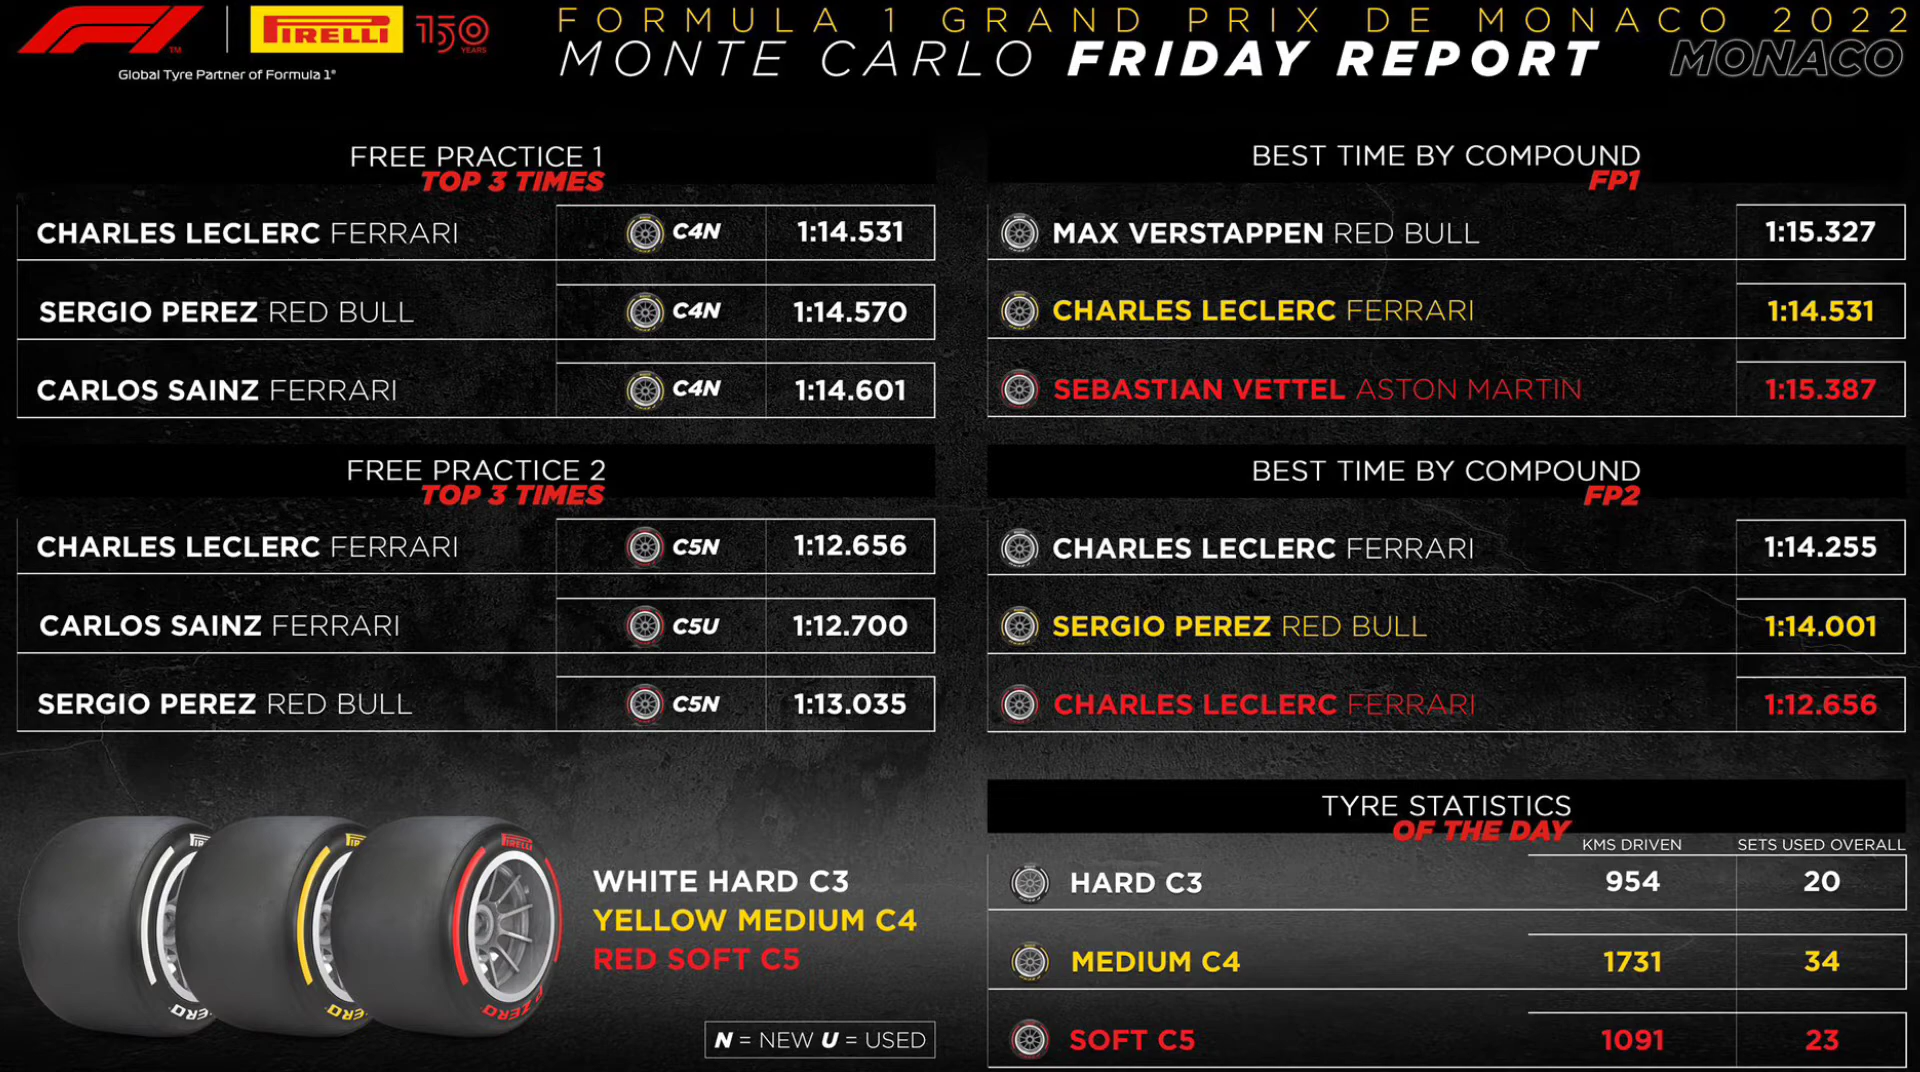 F1 TM
PIRELLI
150 YEARS
Global Tyre Partner of Formula 1®
FORMULA 1 GRAND PRIX DE MONACO 2022
MONTE CARLO FRIDAY REPORT
MONACO
FREE PRACTICE 1
TOP 3 TIMES
CHARLES LECLERC FERRARI C4N 1:14.531
SERGIO PEREZ RED BULL C4N 1:14.570
CARLOS SAINZ FERRARI C4N 1:14.601
BEST TIME BY COMPOUND
FP1
MAX VERSTAPPEN RED BULL 1:15.327
CHARLES LECLERC FERRARI 1:14.531
SEBASTIAN VETTEL ASTON MARTIN 1:15.387
FREE PRACTICE 2
TOP 3 TIMES
CHARLES LECLERC FERRARI C5N 1:12.656
CARLOS SAINZ FERRARI C5U 1:12.700
SERGIO PEREZ RED BULL C5N 1:13.035
BEST TIME BY COMPOUND
FP2
CHARLES LECLERC FERRARI 1:14.255
SERGIO PEREZ RED BULL 1:14.001
CHARLES LECLERC FERRARI 1:12.656
PIRELLI
P ZERO
WHITE HARD C3
YELLOW MEDIUM C4
RED SOFT C5
N = NEW U = USED
TYRE STATISTICS
OF THE DAY
KMS DRIVEN SETS USED OVERALL
HARD C3 954 20
MEDIUM C4 1731 34
SOFT C5 1091 23